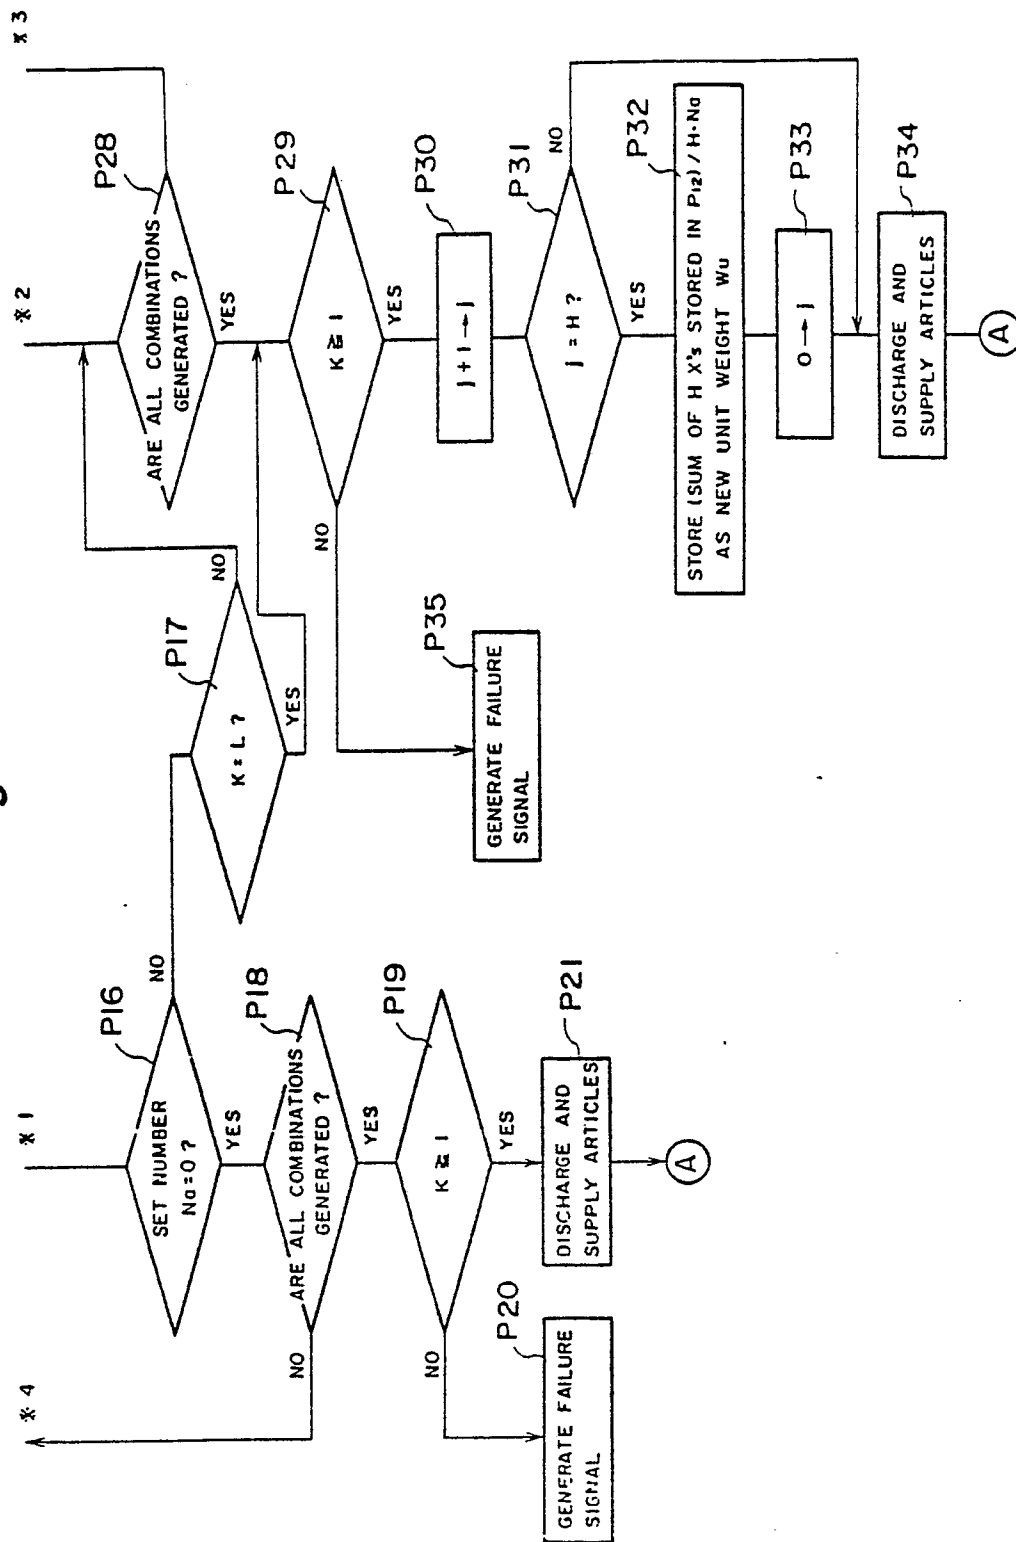 *4
*1
*2
*3
P16
SET NUMBER
Na=0?
NO
YES
P17
K=L?
NO
YES
P18
ARE ALL COMBINATIONS
GENERATED?
NO
YES
P19
K≧1
NO
YES
P20
GENERATE FAILURE
SIGNAL
P21
DISCHARGE AND
SUPPLY ARTICLES
A
P28
ARE ALL COMBINATIONS
GENERATED?
YES
P29
K≧1
NO
YES
P35
GENERATE FAILURE
SIGNAL
P30
j+1→j
P31
j=H?
NO
YES
P32
STORE (SUM OF H X's STORED IN P12)/H·Na
AS NEW UNIT WEIGHT Wu
P33
0→j
P34
DISCHARGE AND
SUPPLY ARTICLES
A